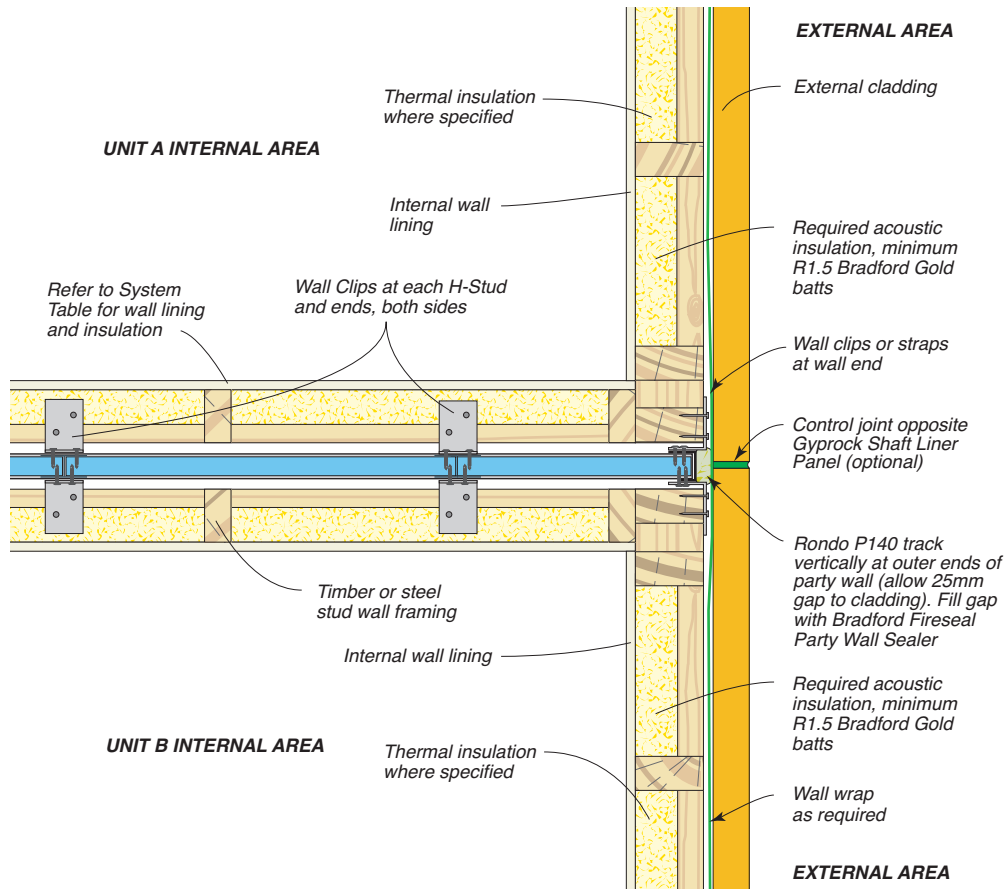 EXTERNAL AREA
External cladding
Thermal insulation
where specified
UNIT A INTERNAL AREA
Internal wall
lining
Required acoustic
insulation, minimum
R1.5 Bradford Gold
batts
Refer to System
Table for wall lining
and insulation
Wall Clips at each H-Stud
and ends, both sides
Wall clips or straps
at wall end
Control joint opposite
Gyprock Shaft Liner
Panel (optional)
Rondo P140 track
vertically at outer ends of
party wall (allow 25mm
gap to cladding). Fill gap
with Bradford Fireseal
Party Wall Sealer
Timber or steel
stud wall framing
Internal wall lining
Required acoustic
insulation, minimum
R1.5 Bradford Gold
batts
UNIT B INTERNAL AREA
Thermal insulation
where specified
Wall wrap
as required
EXTERNAL AREA